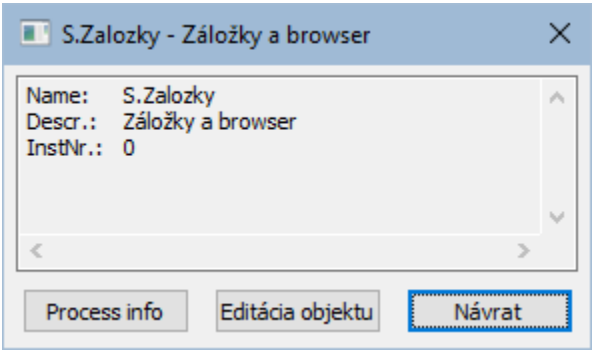 S.Zalozky - Záložky a browser
Name: S.Zalozky
Descr.: Záložky a browser
InstNr.: 0
Process info Editácia objektu Návrat